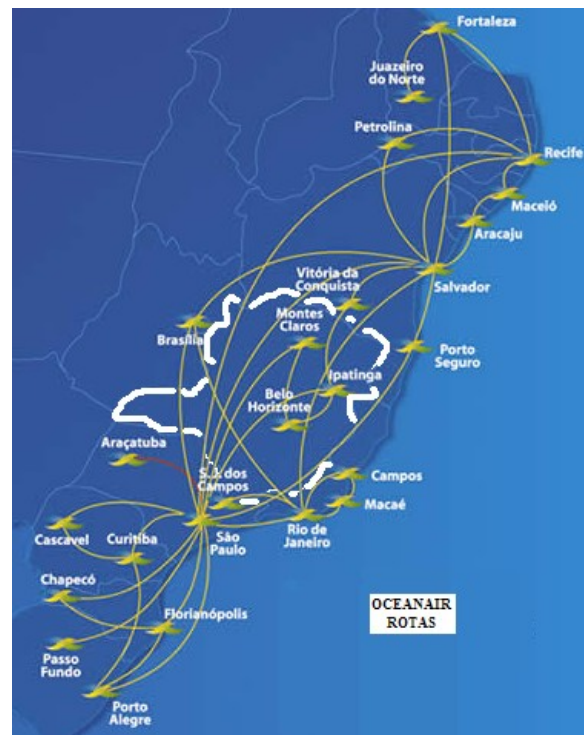 Fortaleza
Juazeiro
do Norte
Petrolina
Recife
Maceió
Aracaju
Vitória da
Conquista
Salvador
Montes
Claros
Brasília
Porto
Seguro
Ipatinga
Belo
Horizonte
Araçatuba
S.J. dos
Campos
Campos
Macaé
Cascavel
Curitiba
São
Paulo
Rio de
Janeiro
Chapecó
Florianópolis
OCEANAIR
ROTAS
Passo
Fundo
Porto
Alegre